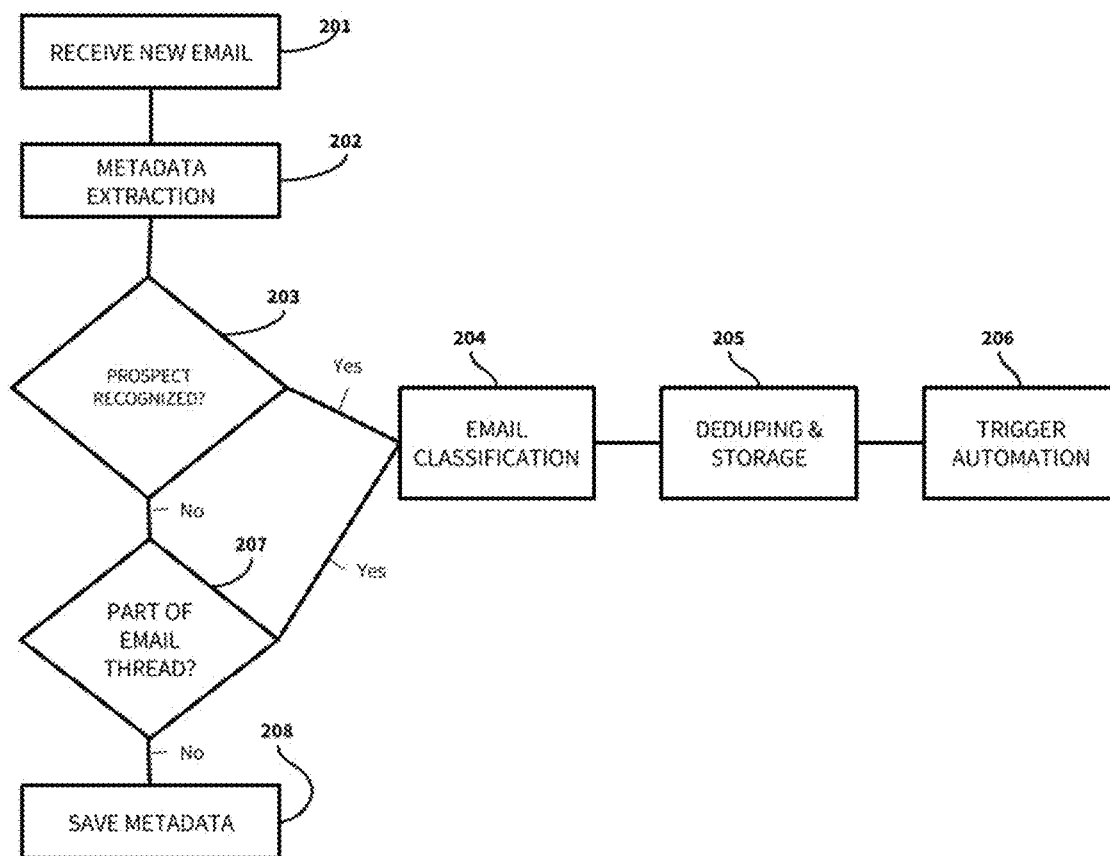 201
RECEIVE NEW EMAIL
202
METADATA
EXTRACTION
203
PROSPECT
RECOGNIZED?
Yes
204
EMAIL
CLASSIFICATION
205
DEDUPING &
STORAGE
206
TRIGGER
AUTOMATION
No
207
PART OF
EMAIL
THREAD?
Yes
No
208
SAVE METADATA